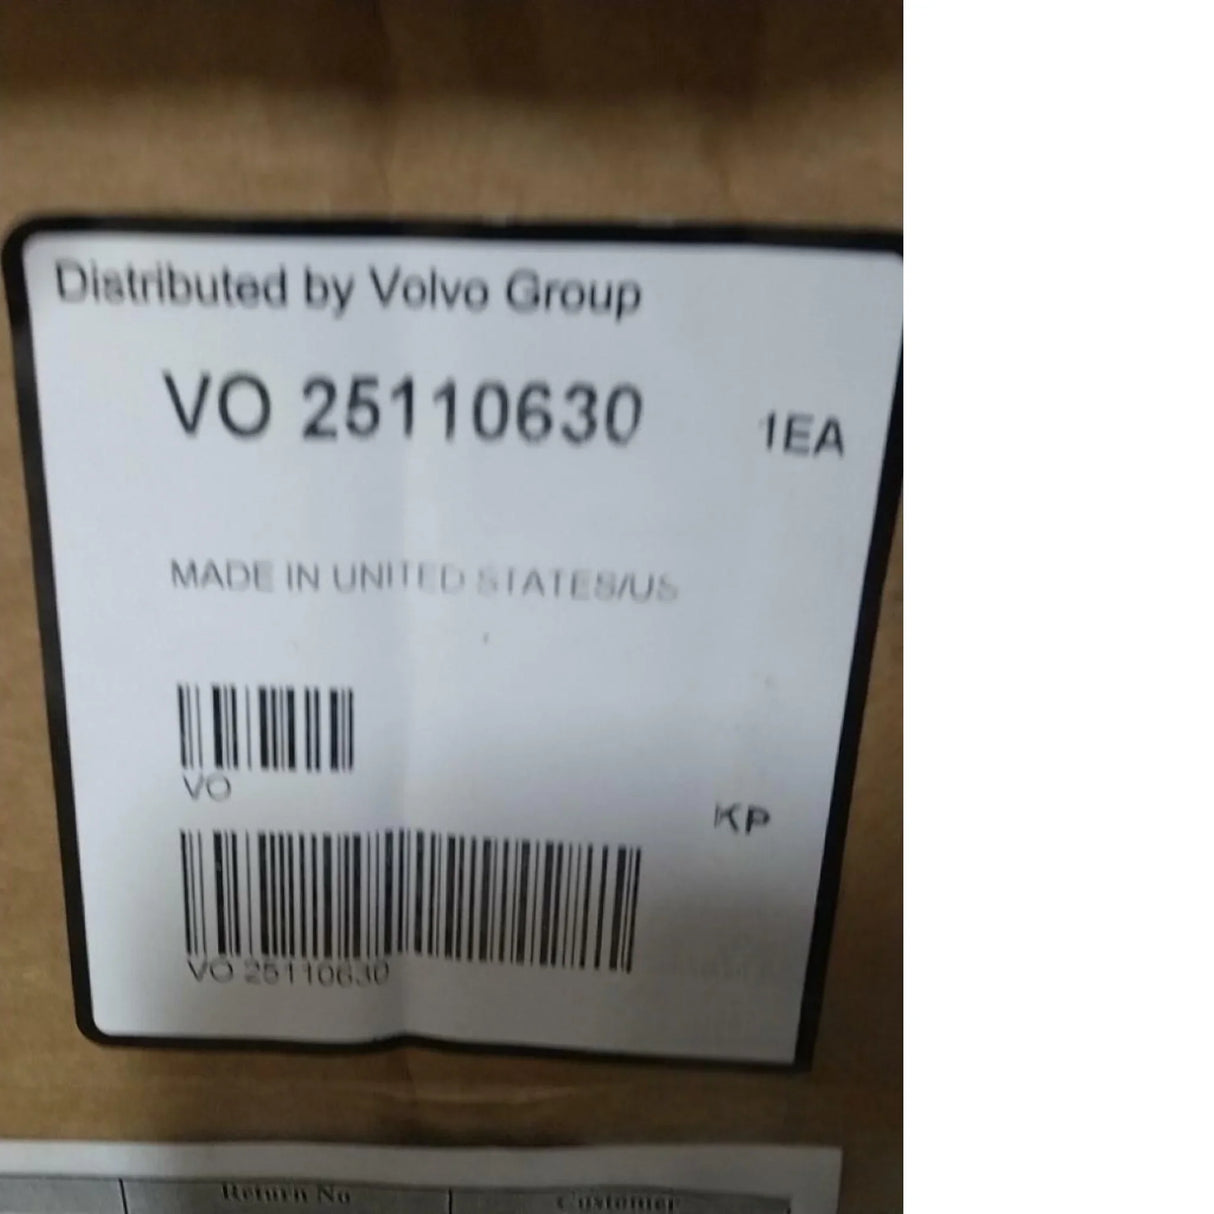 Distributed by Volvo Group
VO 25110630
1EA
MADE IN UNITED STATES/US
VO
KP
VO 25110630
Return No
Customer